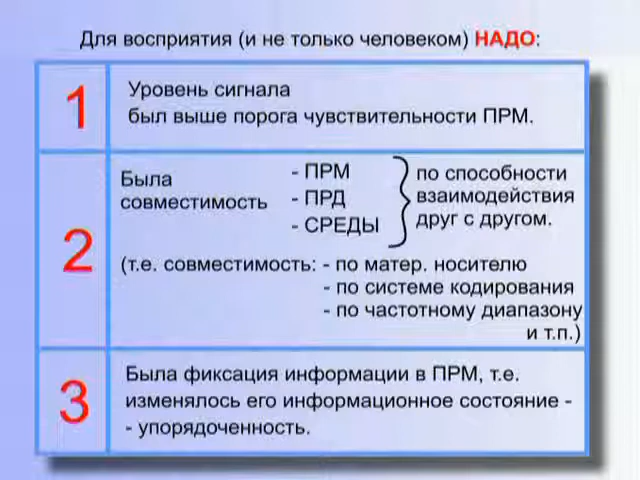 Для восприятия (и не только человеком) НАДО:
1
Уровень сигнала
был выше порога чувствительности ПРМ.
2
Была
совместимость
- ПРМ
- ПРД
- СРЕДЫ
по способности
взаимодействия
друг с другом.
(т.е. совместимость: - по матер. носителю
- по системе кодирования
- по частотному диапазону
и т.п.)
3
Была фиксация информации в ПРМ, т.е.
изменялось его информационное состояние -
- упорядоченность.